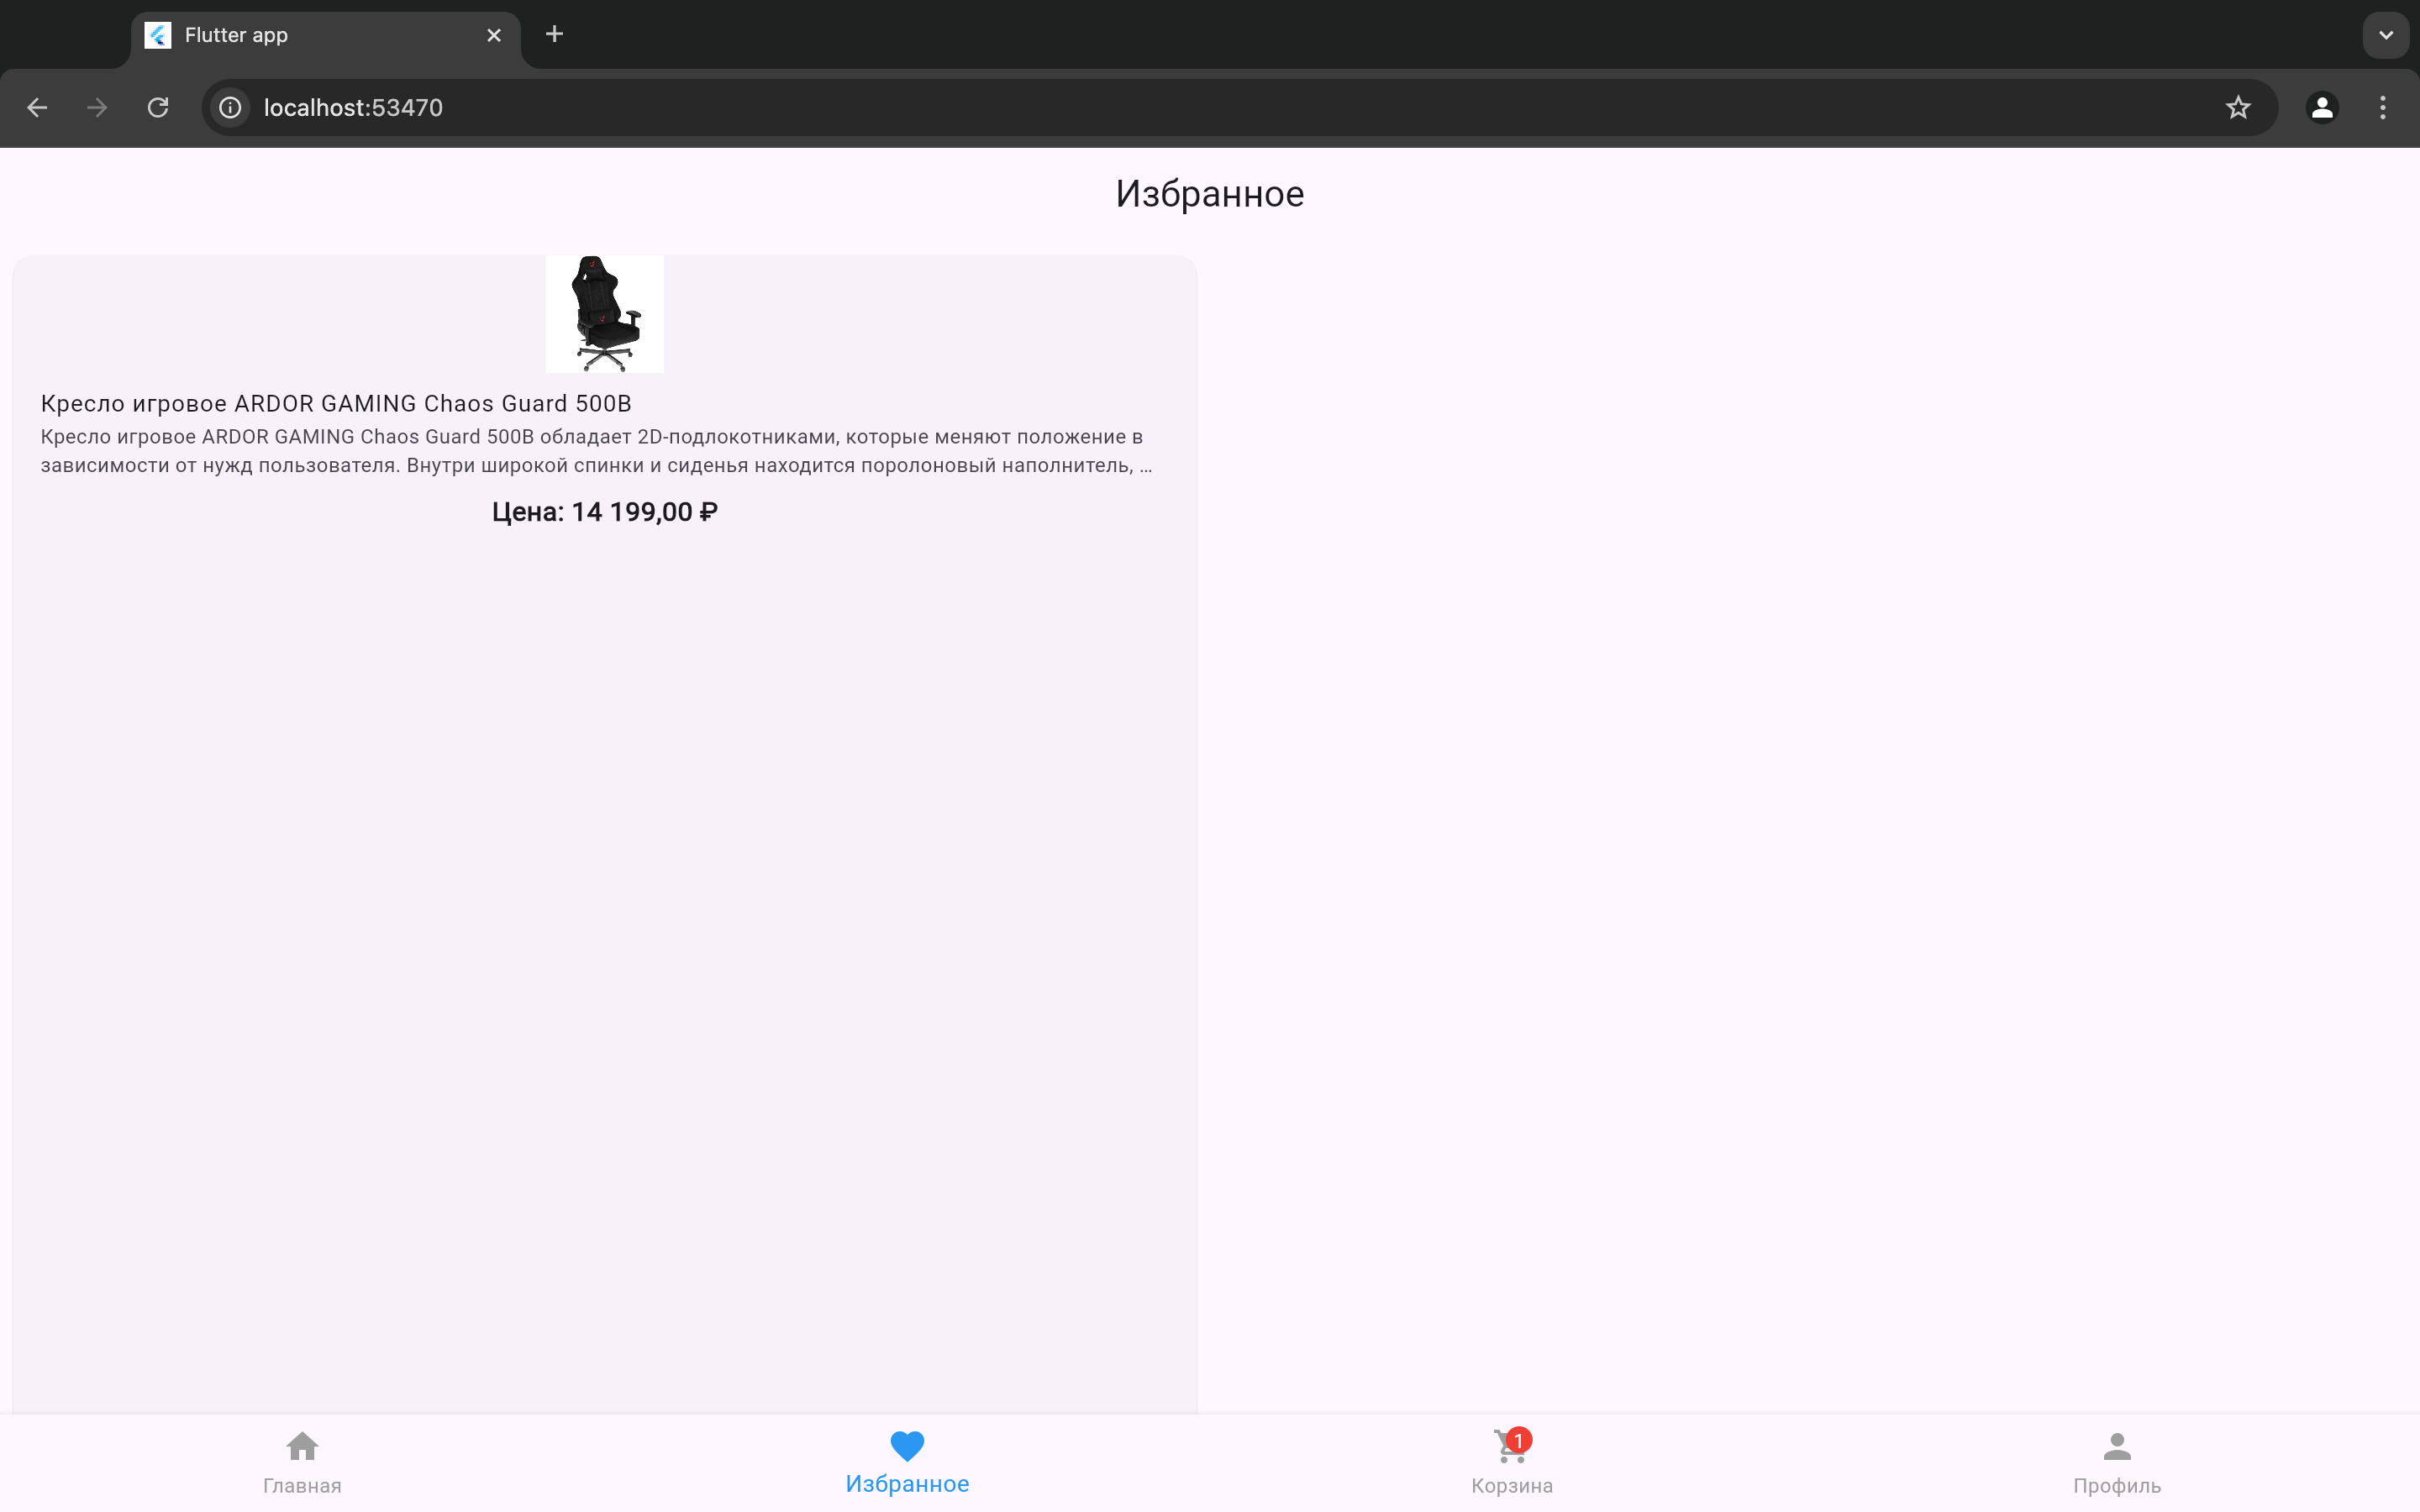 Flutter app
localhost:53470
Избранное
Кресло игровое ARDOR GAMING Chaos Guard 500B
Кресло игровое ARDOR GAMING Chaos Guard 500B обладает 2D-подлокотниками, которые меняют положение в
зависимости от нужд пользователя. Внутри широкой спинки и сиденья находится поролоновый наполнитель, …
Цена: 14 199,00 ₽
1
Главная
Избранное
Корзина
Профиль